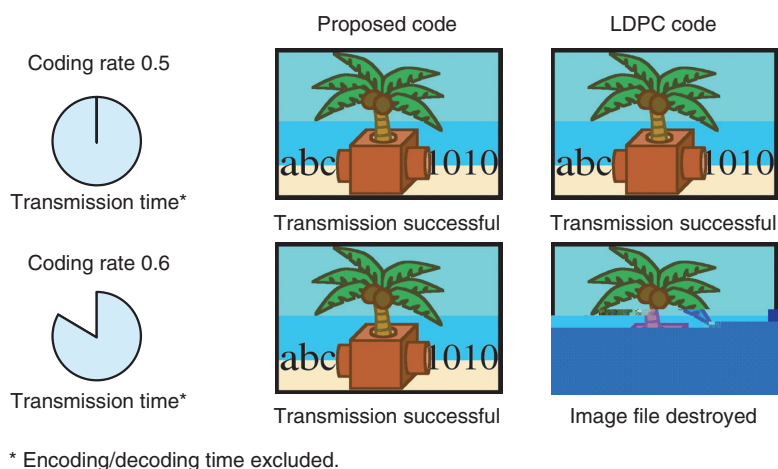 Proposed code
LDPC code
Coding rate 0.5
Transmission time*
abc 1010
Transmission successful
abc 1010
Transmission successful
Coding rate 0.6
Transmission time*
abc 1010
Transmission successful
Image file destroyed
* Encoding/decoding time excluded.